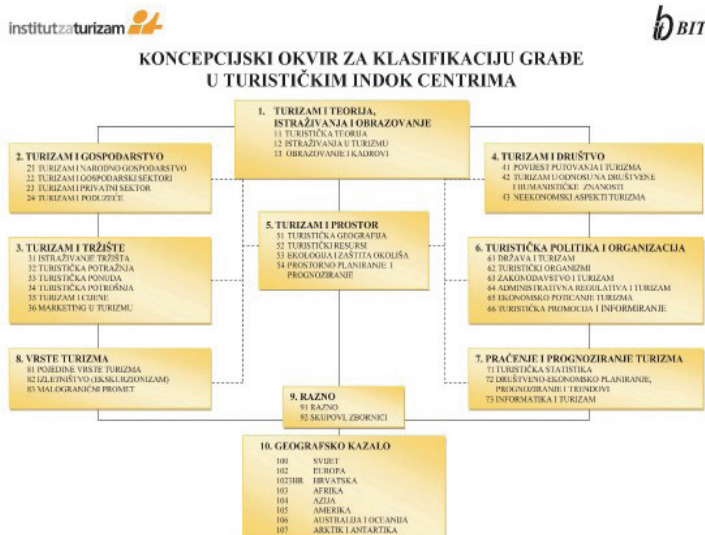 institutzaturizam
BIT
KONCEPCIJSKI OKVIR ZA KLASIFIKACIJU GRAĐE
U TURISTIČKIM INDOK CENTRIMA
1. TURIZAM I TEORIJA,
ISTRAŽIVANJA I OBRAZOVANJE
11 TURISTIČKA TEORIJA
12 ISTRAŽIVANJA U TURIZMU
13 OBRAZOVANJE I KADROVI
2. TURIZAM I GOSPODARSTVO
21 TURIZAM I NARODNO GOSPODARSTVO
22 TURIZAM I GOSPODARSKI SEKTORI
23 TURIZAM I PRIVATNI SEKTOR
24 TURIZAM I PODUZEĆE
4. TURIZAM I DRUŠTVO
41 POVIJEST PUTOVANJA I TURIZMA
42 TURIZAM U ODNOSU NA DRUŠTVENE
I HUMANISTIČKE ZNANOSTI
43 NEEKONOMSKI ASPEKTI TURIZMA
5. TURIZAM I PROSTOR
51 TURISTIČKA GEOGRAFIJA
52 TURISTIČKI RESURSI
53 EKOLOGIJA I ZAŠTITA OKOLIŠA
54 PROSTORNO PLANIRANJE I
PROGNOZIRANJE
3. TURIZAM I TRŽIŠTE
31 ISTRAŽIVANJE TRŽIŠTA
32 TURISTIČKA POTRAŽNJA
33 TURISTIČKA PONUDA
34 TURISTIČKA POTROŠNJA
35 TURIZAM I CIJENE
36 MARKETING U TURIZMU
6. TURISTIČKA POLITIKA I ORGANIZACIJA
61 DRŽAVA I TURIZAM
62 TURISTIČKI ORGANIZMI
63 ZAKONODAVSTVO I TURIZAM
64 ADMINISTRATIVNA REGULATIVA I TURIZAM
65 EKONOMSKO POTICANJE TURIZMA
66 TURISTIČKA PROMOCIJA I INFORMIRANJE
8. VRSTE TURIZMA
81 POJEDINE VRSTE TURIZMA
82 IZLETNIŠTVO (EKSKURZIONIZAM)
83 MALOGRANIČNI PROMET
7. PRAČENJE I PROGNOZIRANJE TURIZMA
71 TURISTIČKA STATISTIKA
72 DRUŠTVENO-EKONOMSKO PLANIRANJE,
PROGNOZIRANJE I TRENDOVI
73 INFORMATIKA I TURIZAM
9. RAZNO
91 RAZNO
92 SKUPOVI, ZBORNICI
10. GEOGRAFSKO KAZALO
100 SVIJET
102 EUROPA
1023HR HRVATSKA
103 AFRIKA
104 AZIJA
105 AMERIKA
106 AUSTRALIJA I OCEANIJA
107 ARKTIK I ANTARTIKA